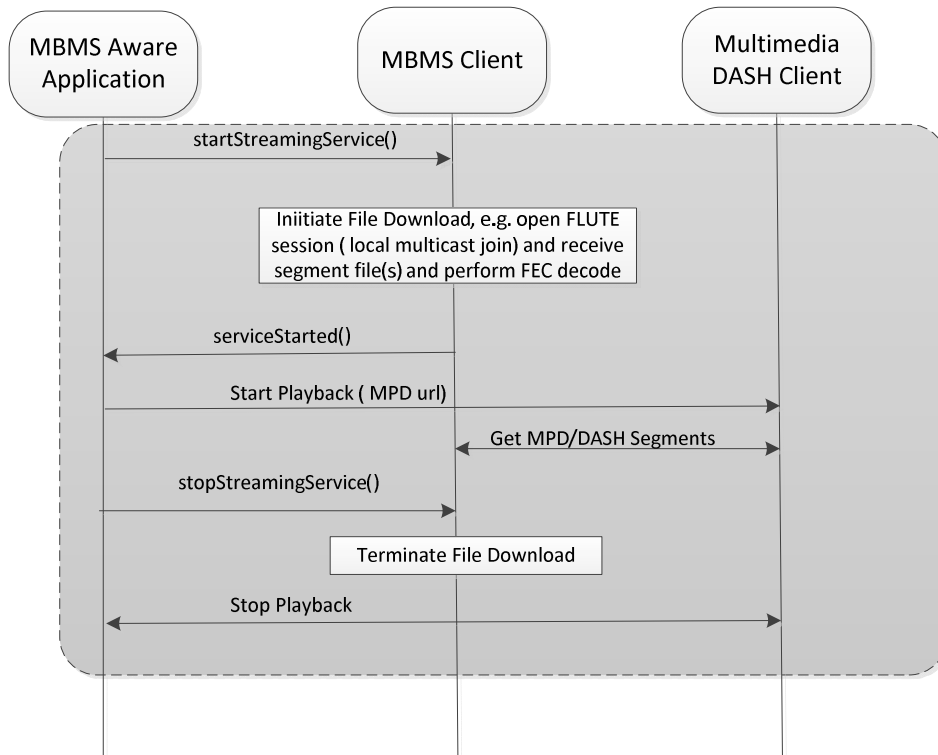 MBMS Aware
Application
MBMS Client
Multimedia
DASH Client
startStreamingService()
Iniitiate File Download, e.g. open FLUTE
session ( local multicast join) and receive
segment file(s) and perform FEC decode
serviceStarted()
Start Playback ( MPD url)
Get MPD/DASH Segments
stopStreamingService()
Terminate File Download
Stop Playback